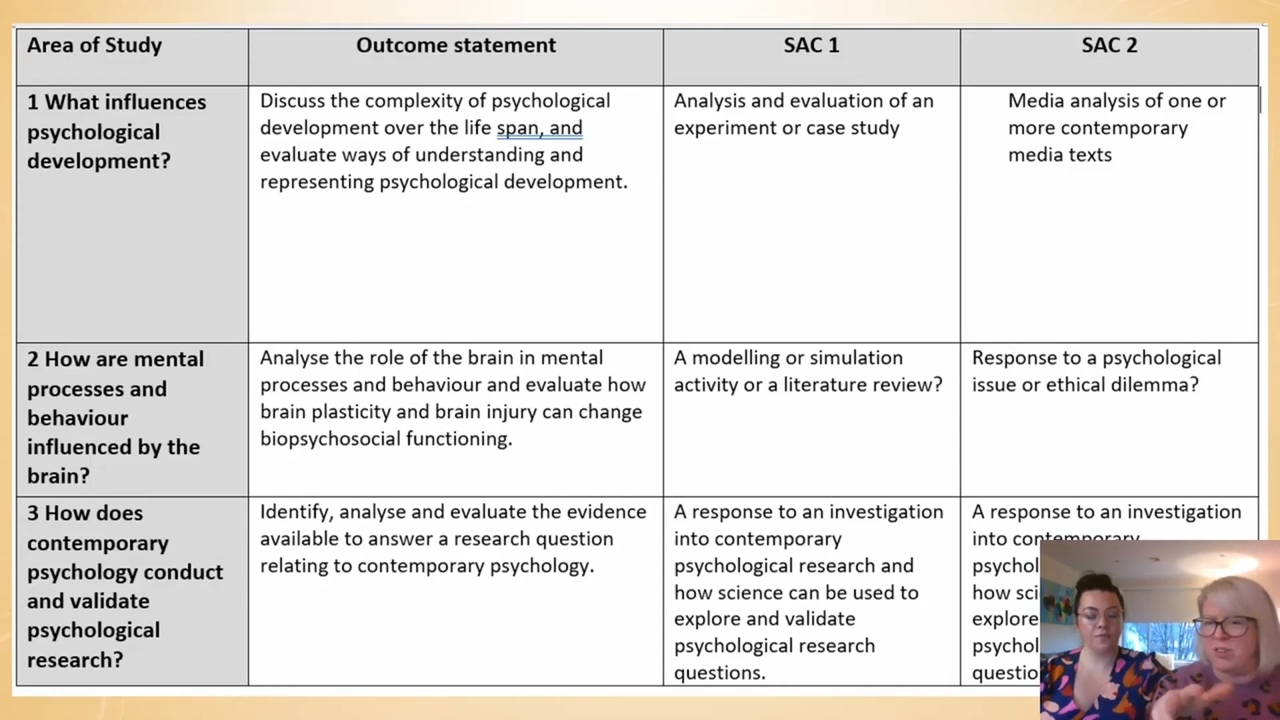 Area of Study
Outcome statement
SAC 1
SAC 2
1 What influences
psychological
development?
Discuss the complexity of psychological
development over the life span, and
evaluate ways of understanding and
representing psychological development.
Analysis and evaluation of an
experiment or case study
Media analysis of one or
more contemporary
media texts
2 How are mental
processes and
behaviour
influenced by the
brain?
Analyse the role of the brain in mental
processes and behaviour and evaluate how
brain plasticity and brain injury can change
biopsychosocial functioning.
A modelling or simulation
activity or a literature review?
Response to a psychological
issue or ethical dilemma?
3 How does
contemporary
psychology conduct
and validate
psychological
research?
Identify, analyse and evaluate the evidence
available to answer a research question
relating to contemporary psychology.
A response to an investigation
into contemporary
psychological research and
how science can be used to
explore and validate
psychological research
questions.
A response to an investigation
into contemporary
how
explore